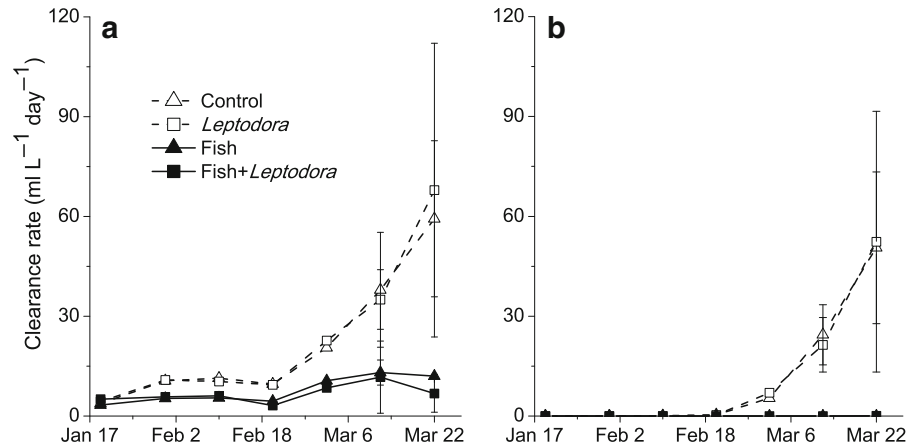 a
b
Clearance rate (ml L⁻¹ day⁻¹)
120
90
60
30
0
Control
Leptodora
Fish
Fish+Leptodora
Jan 17
Feb 2
Feb 18
Mar 6
Mar 22
120
90
60
30
0
Jan 17
Feb 2
Feb 18
Mar 6
Mar 22